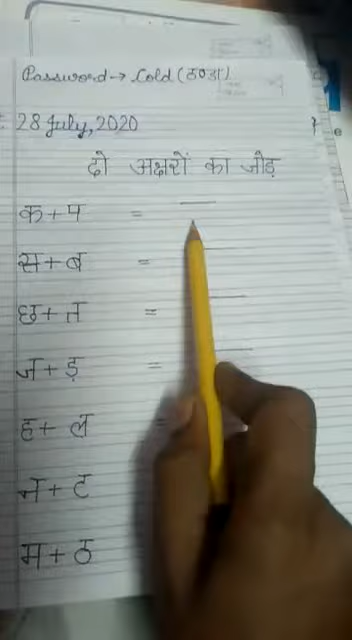 Password → Cold (ठण्डा)
28 July, 2020
दो अक्षरों का जोड़
क + प =
स + ब =
छ + त =
ज + ड़ =
ह + ल =
न + ट
म + ठ